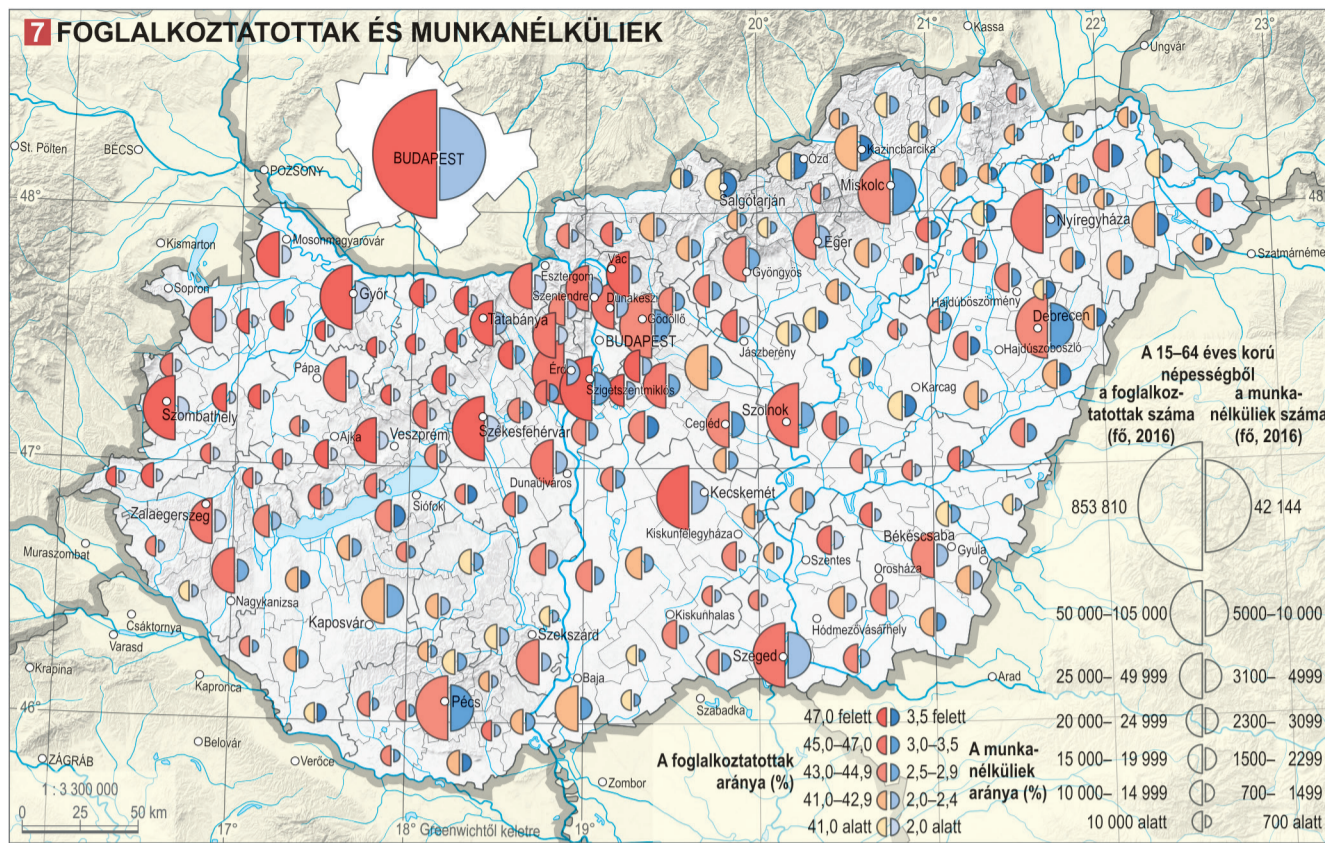 7 FOGLALKOZTATOTTAK ÉS MUNKANÉLKÜLIEK
20°
21°
22°
23°
Kassa
Ungvár
St. Pölten
BÉCS
POZSONY
BUDAPEST
48°
48°
Kismarton
Mosonmagyaróvár
Sopron
Győr
Esztergom
Vác
Szentendre
Dunakeszi
Gödöllő
Tatabánya
BUDAPEST
Érd
Szigetszentmiklós
Salgótarján
Ózd
Kazincbarcika
Miskolc
Eger
Gyöngyös
Nyíregyháza
Szatmárnéme
Hajdúböszörmény
Debrecen
Hajdúszoboszló
Jászberény
Karcag
Pápa
Szombathely
Ajka
Veszprém
Székesfehérvár
Cegléd
Szolnok
47°
47°
Dunaújváros
Siófok
Zalaegerszeg
Kecskemét
Kiskunfélegyháza
Muraszombat
Nagykanizsa
Kaposvár
Szekszárd
Kiskunhalas
Szentes
Orosháza
Békéscsaba
Gyula
Hódmezővásárhely
Csáktornya
Varasd
Krapina
Kapronca
Szeged
Arad
Baja
Szabadka
Pécs
46°
46°
Belovár
ZÁGRÁB
Verőce
Zombor
1 : 3 300 000
0 25 50 km
17°
18°
Greenwichtől keletre
19°
A 15–64 éves korú
népességből
a foglalkoz-
tatottak száma
(fő, 2016)
a munka-
nélküliek száma
(fő, 2016)
853 810 42 144
50 000–105 000 5000–10 000
25 000– 49 999 3100– 4999
20 000– 24 999 2300– 3099
15 000– 19 999 1500– 2299
10 000– 14 999 700– 1499
10 000 alatt 700 alatt
A foglalkoztatottak
aránya (%)
47,0 felett 3,5 felett
45,0–47,0 3,0–3,5
43,0–44,9 2,5–2,9
41,0–42,9 2,0–2,4
41,0 alatt 2,0 alatt
A munka-
nélküliek
aránya (%)